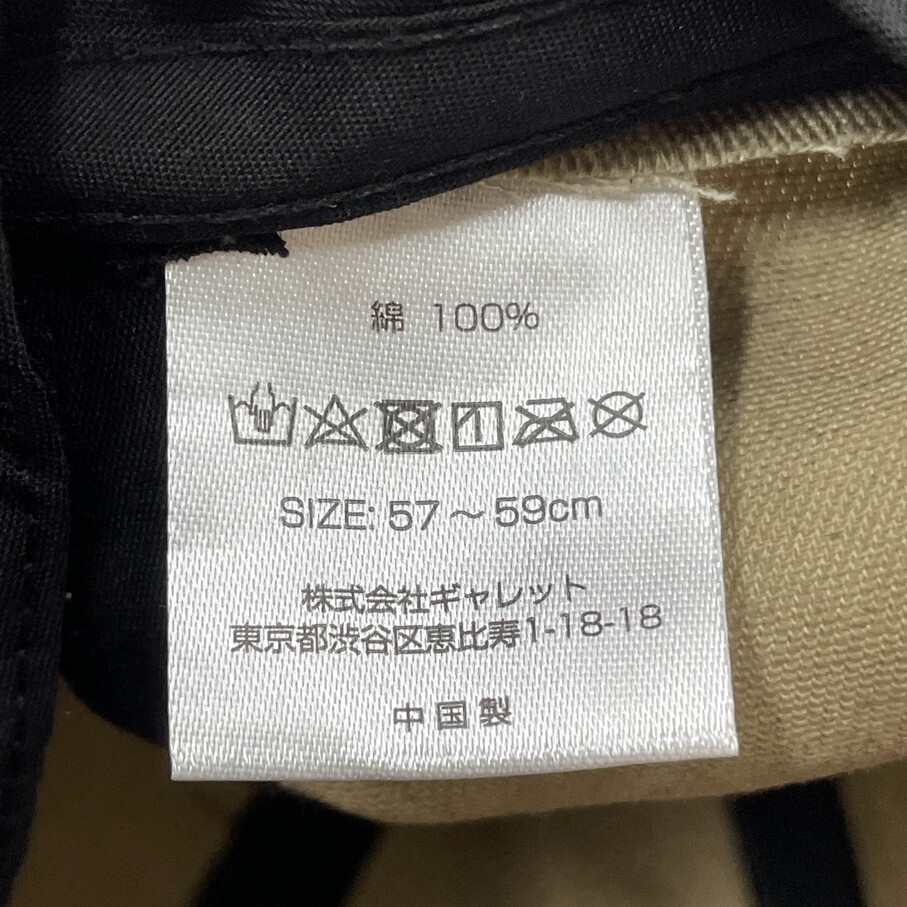 綿 100%
SIZE: 57 ~ 59cm
株式会社ギャレット
東京都渋谷区恵比寿1-18-18
中国製